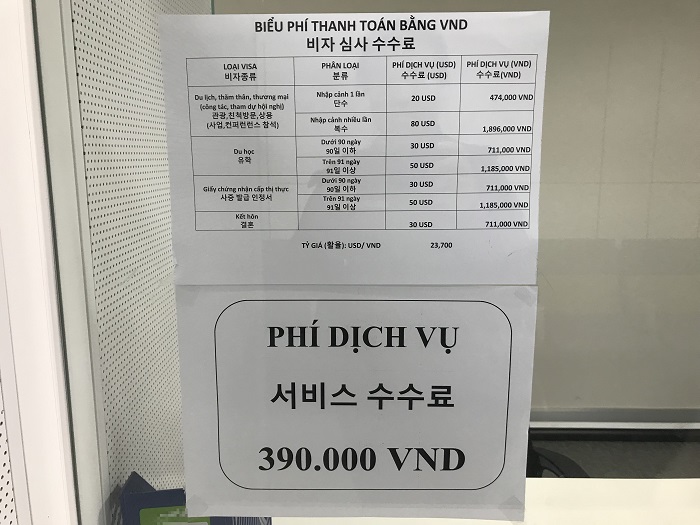 BIỂU PHÍ THANH TOÁN BẰNG VND
비자 심사 수수료
LOẠI VISA PHÂN LOẠI PHÍ DỊCH VỤ (USD) PHÍ DỊCH VỤ (VND)
비자종류 분류 수수료 (USD) 수수료(VND)
Du lịch, thăm thân, thương mại
(công tác, tham dự hội nghị)
관광,친척방문,상용
(사업,컨퍼런런스 참석)
Nhập cảnh 1 lần
단수
20 USD 474,000 VND
Nhập cảnh nhiều lần
복수
80 USD 1,896,000 VND
Du học
유학
Dưới 90 ngày
90일 이하
30 USD 711,000 VND
Trên 91 ngày
91일 이상
50 USD 1,185,000 VND
Giấy chứng nhận cấp thị thực
사증 발급 인정서
Dưới 90 ngày
90일 이하
30 USD 711,000 VND
Trên 91 ngày
91일 이상
50 USD 1,185,000 VND
Kết hôn
결혼
30 USD 711,000 VND
TỶ GIÁ (활율): USD/ VND 23,700
PHÍ DỊCH VỤ
서비스 수수료
390.000 VND